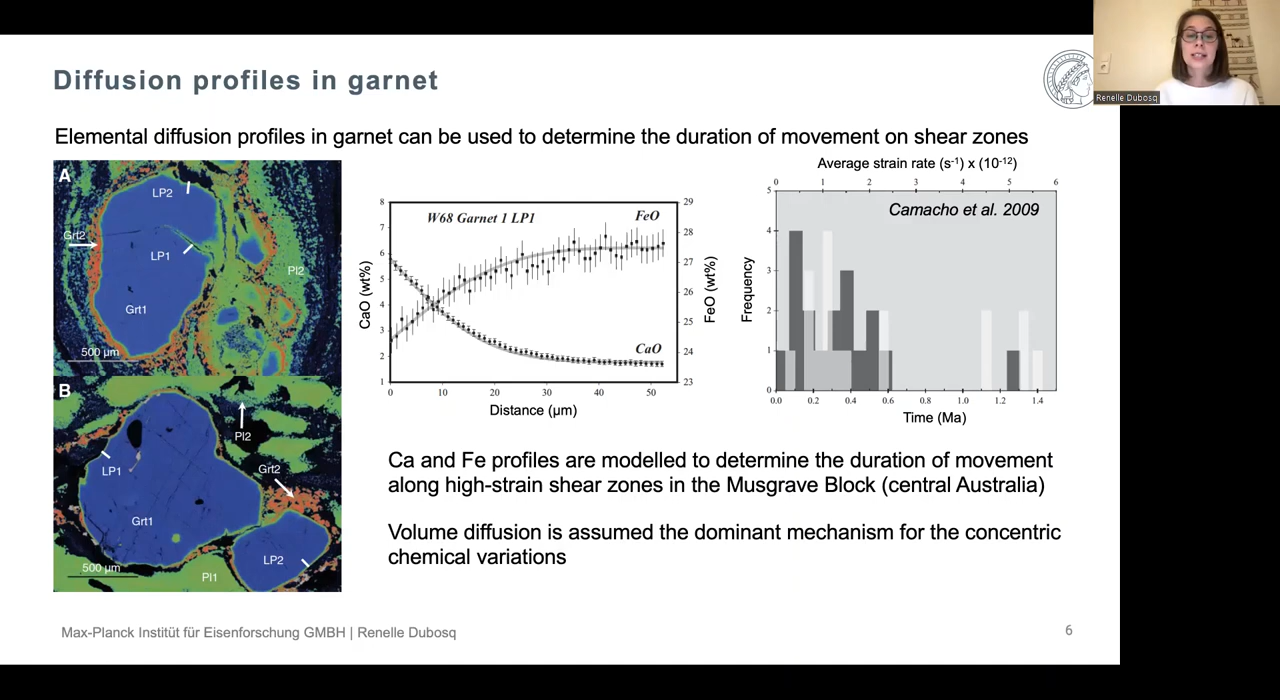 Diffusion profiles in garnet
Renelle Dubosq
Elemental diffusion profiles in garnet can be used to determine the duration of movement on shear zones
A
LP2
Grt2
LP1
Pl2
Grt1
500 µm
B
Pl2
LP1
Grt2
Grt1
LP2
500 µm
Pl1
W68 Garnet 1 LP1
FeO
CaO
CaO (wt%)
8
7
6
5
4
3
2
1
FeO (wt%)
29
28
27
26
25
24
23
0 10 20 30 40 50
Distance (µm)
Average strain rate (s-1) x (10-12)
0 1 2 3 4 5 6
Camacho et al. 2009
Frequency
5
4
3
2
1
0
0.0 0.2 0.4 0.6 0.8 1.0 1.2 1.4
Time (Ma)
Ca and Fe profiles are modelled to determine the duration of movement
along high-strain shear zones in the Musgrave Block (central Australia)
Volume diffusion is assumed the dominant mechanism for the concentric
chemical variations
Max-Planck Institüt für Eisenforschung GMBH | Renelle Dubosq
6